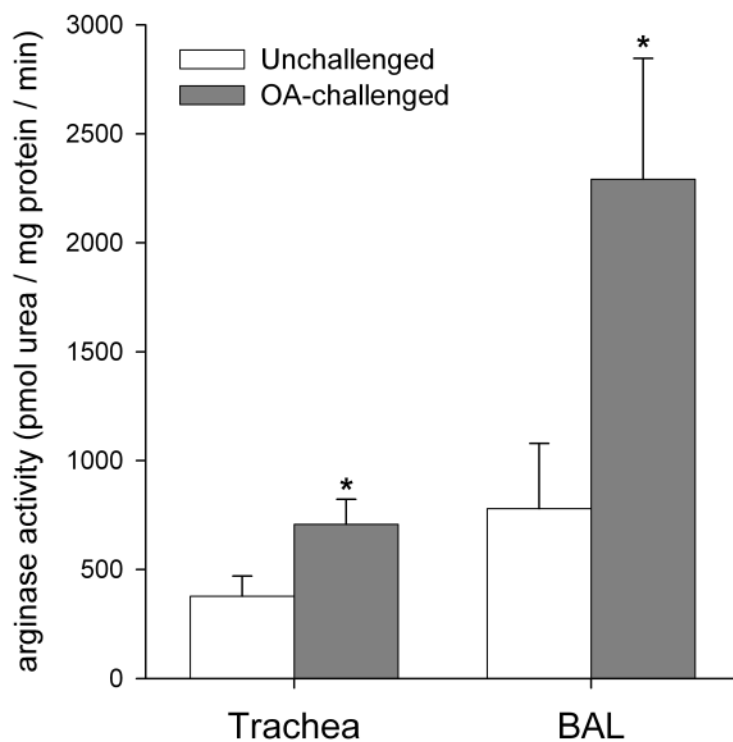 arginase activity (pmol urea / mg protein / min)
3000
2500
2000
1500
1000
500
0
Unchallenged
OA-challenged
*
*
Trachea
BAL